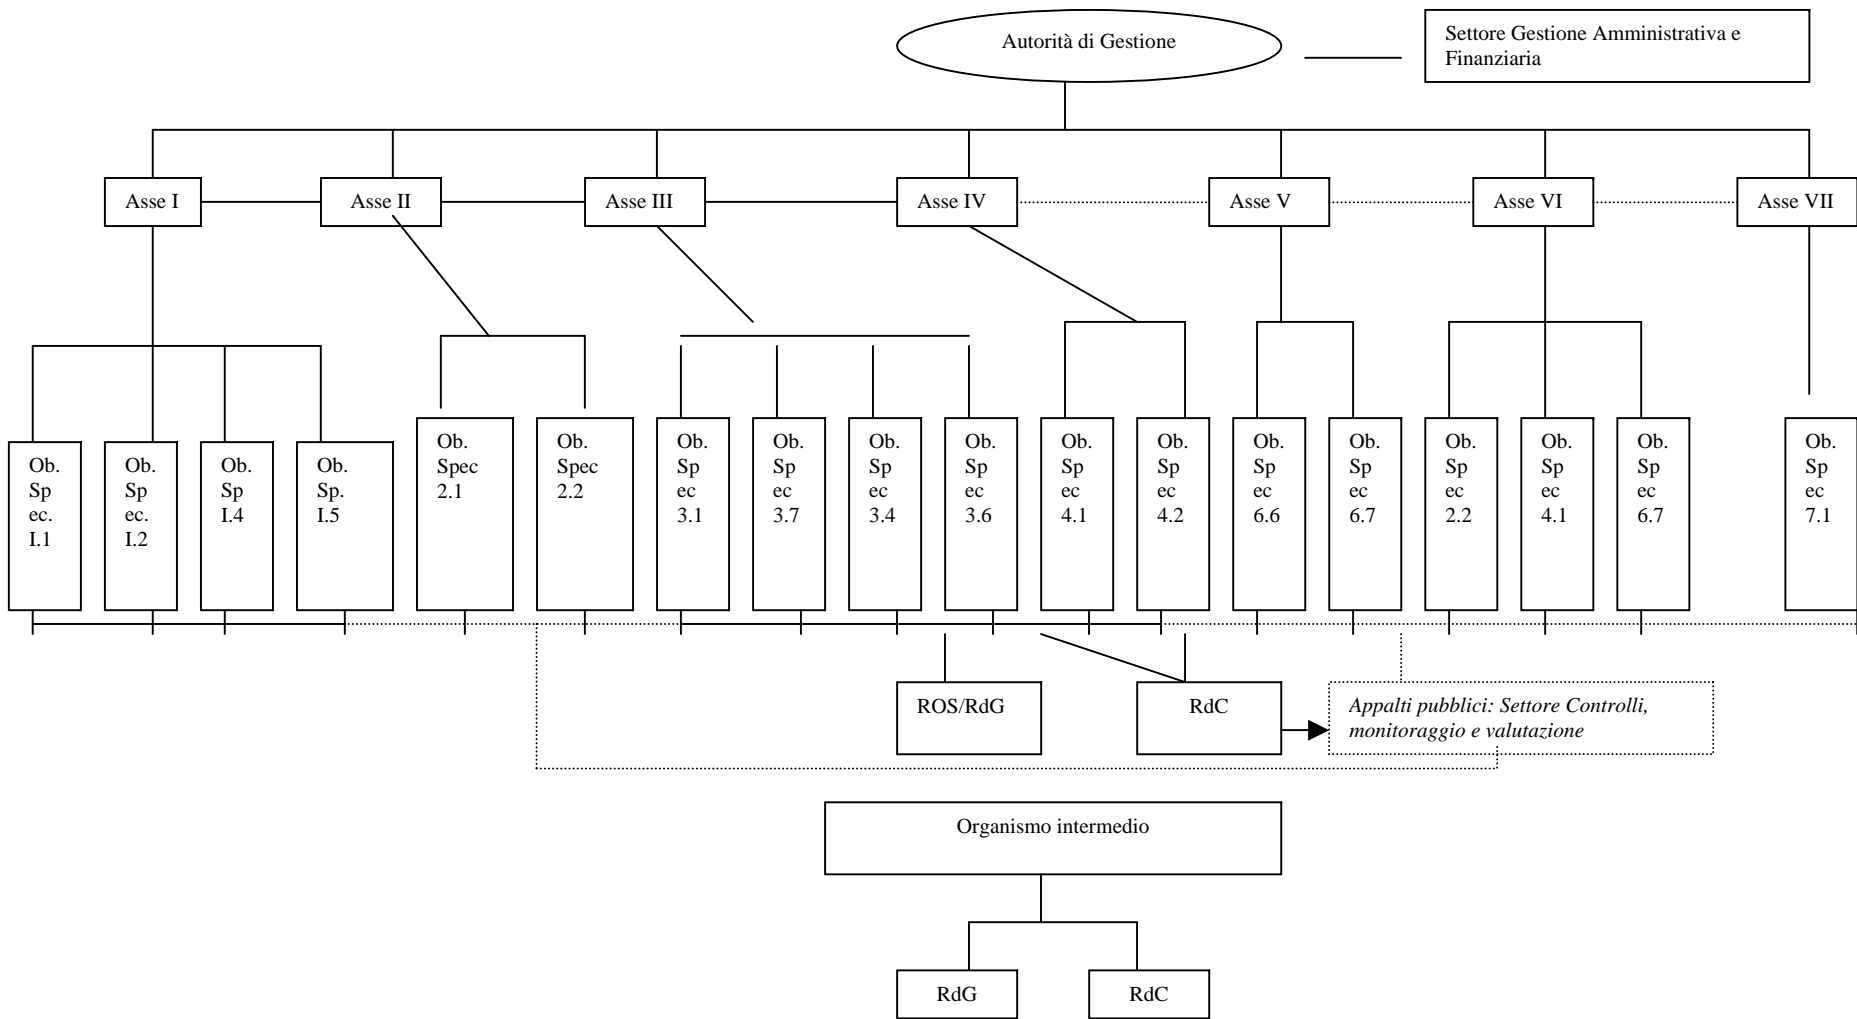 Autorità di Gestione
Settore Gestione Amministrativa e
Finanziaria
Asse I
Asse II
Asse III
Asse IV
Asse V
Asse VI
Asse VII
Ob.
Sp
ec.
I.1
Ob.
Sp
ec.
I.2
Ob.
Sp
I.4
Ob.
Sp.
I.5
Ob.
Spec
2.1
Ob.
Spec
2.2
Ob.
Sp
ec
3.1
Ob.
Sp
ec
3.7
Ob.
Sp
ec
3.4
Ob.
Sp
ec
3.6
Ob.
Sp
ec
4.1
Ob.
Sp
ec
4.2
Ob.
Sp
ec
6.6
Ob.
Sp
ec
6.7
Ob.
Sp
ec
2.2
Ob.
Sp
ec
4.1
Ob.
Sp
ec
6.7
Ob.
Sp
ec
7.1
ROS/RdG
RdC
Appalti pubblici: Settore Controlli,
monitoraggio e valutazione
Organismo intermedio
RdG
RdC